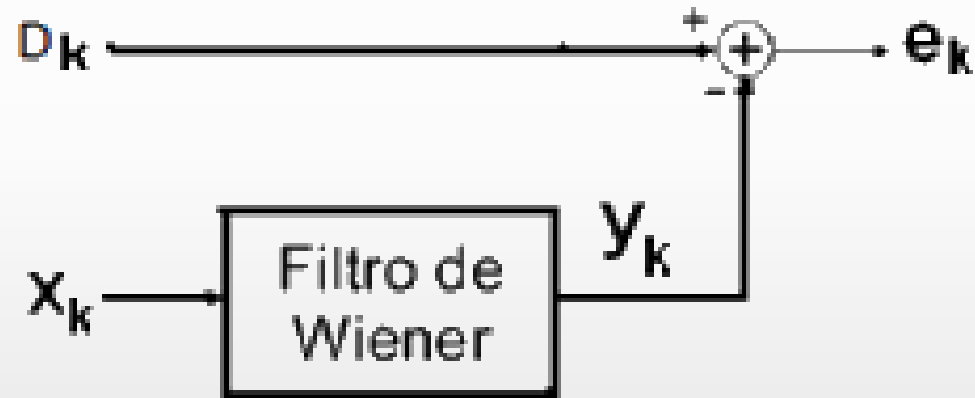 Dk + + ek
-
yk
xk Filtro de
Wiener